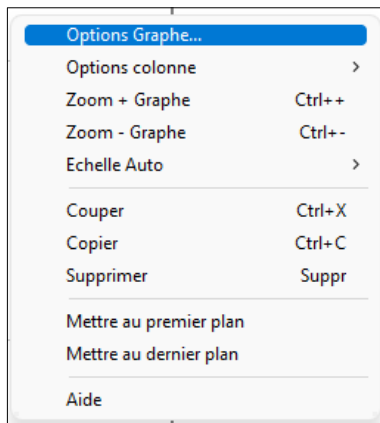 Options Graphe...
Options colonne >
Zoom + Graphe Ctrl++
Zoom - Graphe Ctrl+-
Echelle Auto >
Couper Ctrl+X
Copier Ctrl+C
Supprimer Suppr
Mettre au premier plan
Mettre au dernier plan
Aide